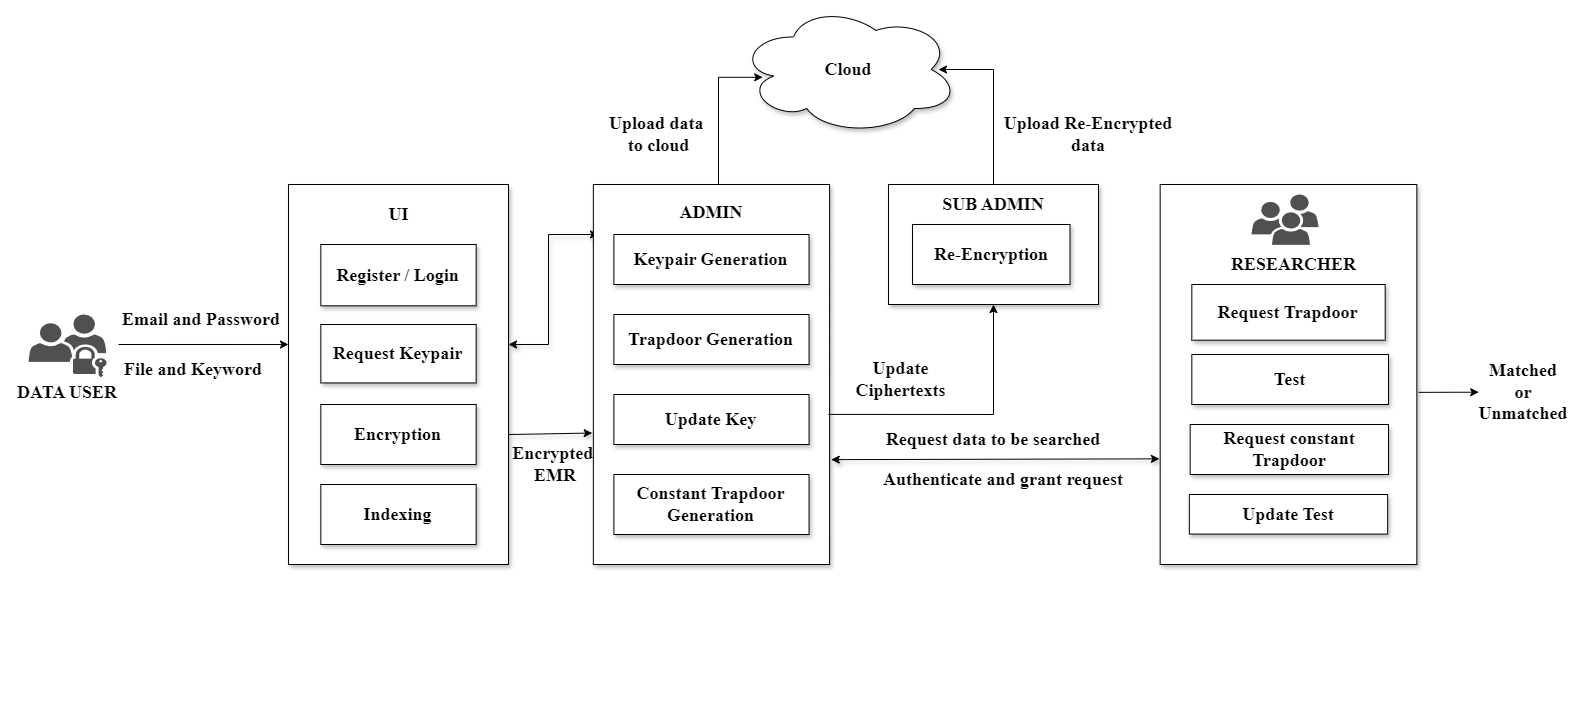 Cloud
Upload data
to cloud
Upload Re-Encrypted
data
DATA USER
Email and Password
File and Keyword
UI
Register / Login
Request Keypair
Encryption
Indexing
Encrypted
EMR
ADMIN
Keypair Generation
Trapdoor Generation
Update Key
Constant Trapdoor
Generation
SUB ADMIN
Re-Encryption
Update
Ciphertexts
Request data to be searched
Authenticate and grant request
RESEARCHER
Request Trapdoor
Test
Request constant
Trapdoor
Update Test
Matched
or
Unmatched